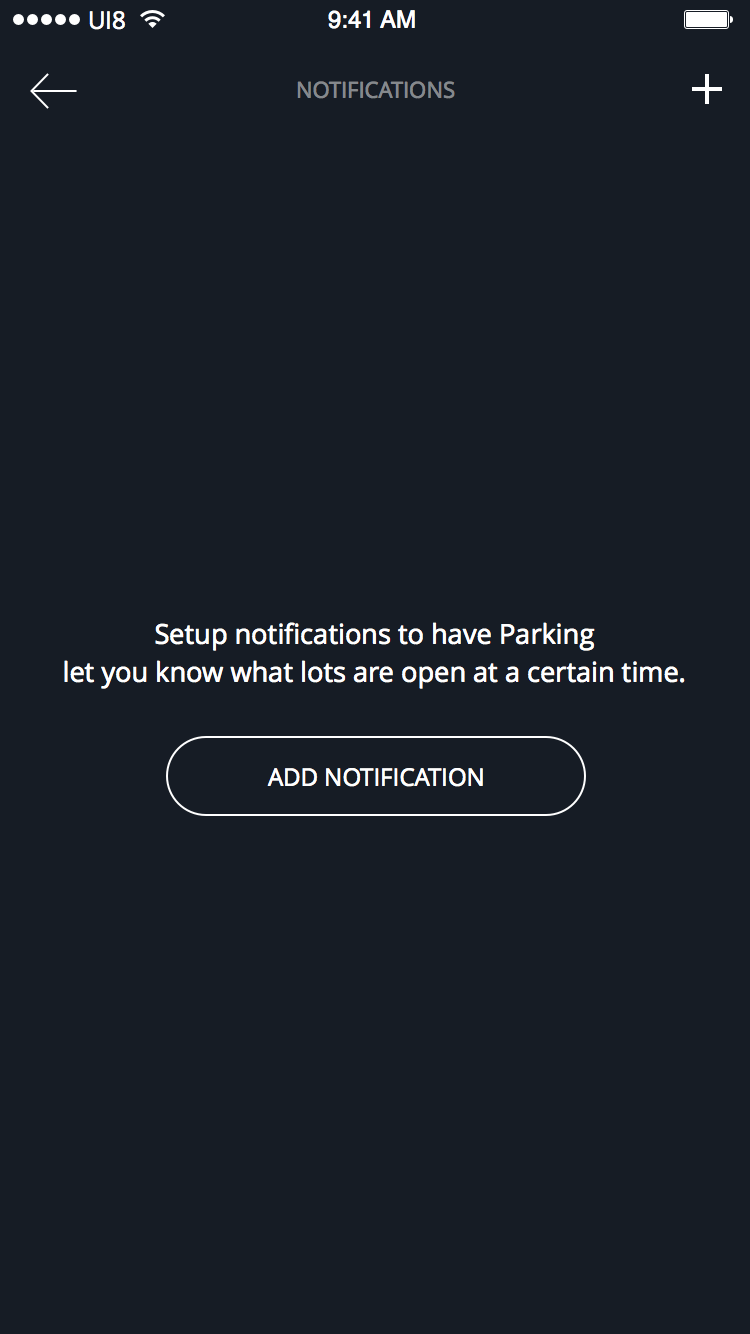 UI8 9:41 AM
NOTIFICATIONS
Setup notifications to have Parking
let you know what lots are open at a certain time.
ADD NOTIFICATION